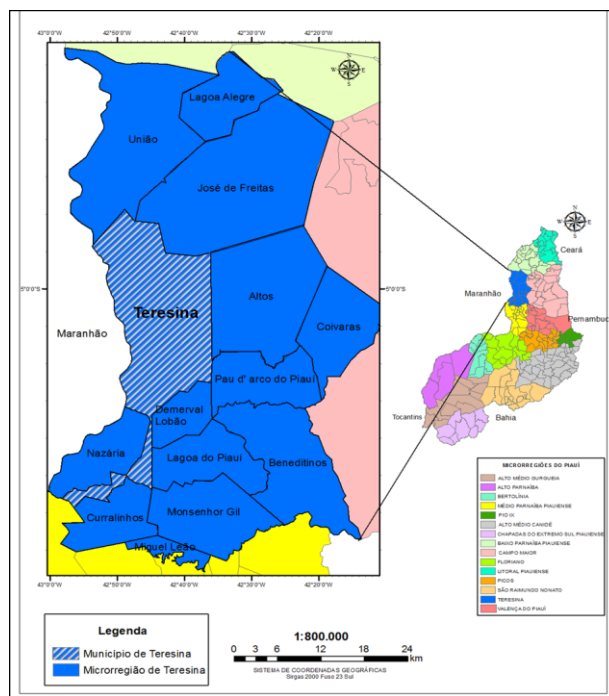 43°0'0"S
42°50'0"S
42°40'0"S
42°30'0"S
42°20'0"S
N
W
E
S
Lagoa Alegre
União
José de Freitas
5°0'0"S
Teresina
Altos
Maranhão
Coivaras
Pau d' arco do Piauí
Demerval
Lobão
Nazária
Lagoa do Piauí
Beneditinos
Curralinhos
Monsenhor Gil
Miguel Leão
43°0'0"S
42°50'0"S
42°40'0"S
42°30'0"S
42°20'0"S
N
W
E
S
Ceará
Maranhão
5°0'0"S
Pernambuc
Tocantins
Bahia
MICRORREGIÕES DO PIAUÍ
ALTO MÉDIO GURGUEIA
ALTO PARNAÍBA
BERTOLÍNIA
MÉDIO PARNAÍBA PIAUIENSE
PIO IX
ALTO MÉDIO CANIDÉ
CHAPADAS DO EXTREMO SUL PIAUIENSE
BAIXO PARNAÍBA PIAUIENSE
CAMPO MAIOR
FLORIANO
LITORAL PIAUIENSE
PICOS
SÃO RAIMUNDO NONATO
TERESINA
VALENÇA DO PIAUÍ
Legenda
Município de Teresina
Microrregião de Teresina
1:800.000
0 3 6 12 18 24
km
SISTEMA DE COORDENADAS GEOGRÁFICAS
Sirgas 2000 Fuso 23 Sul